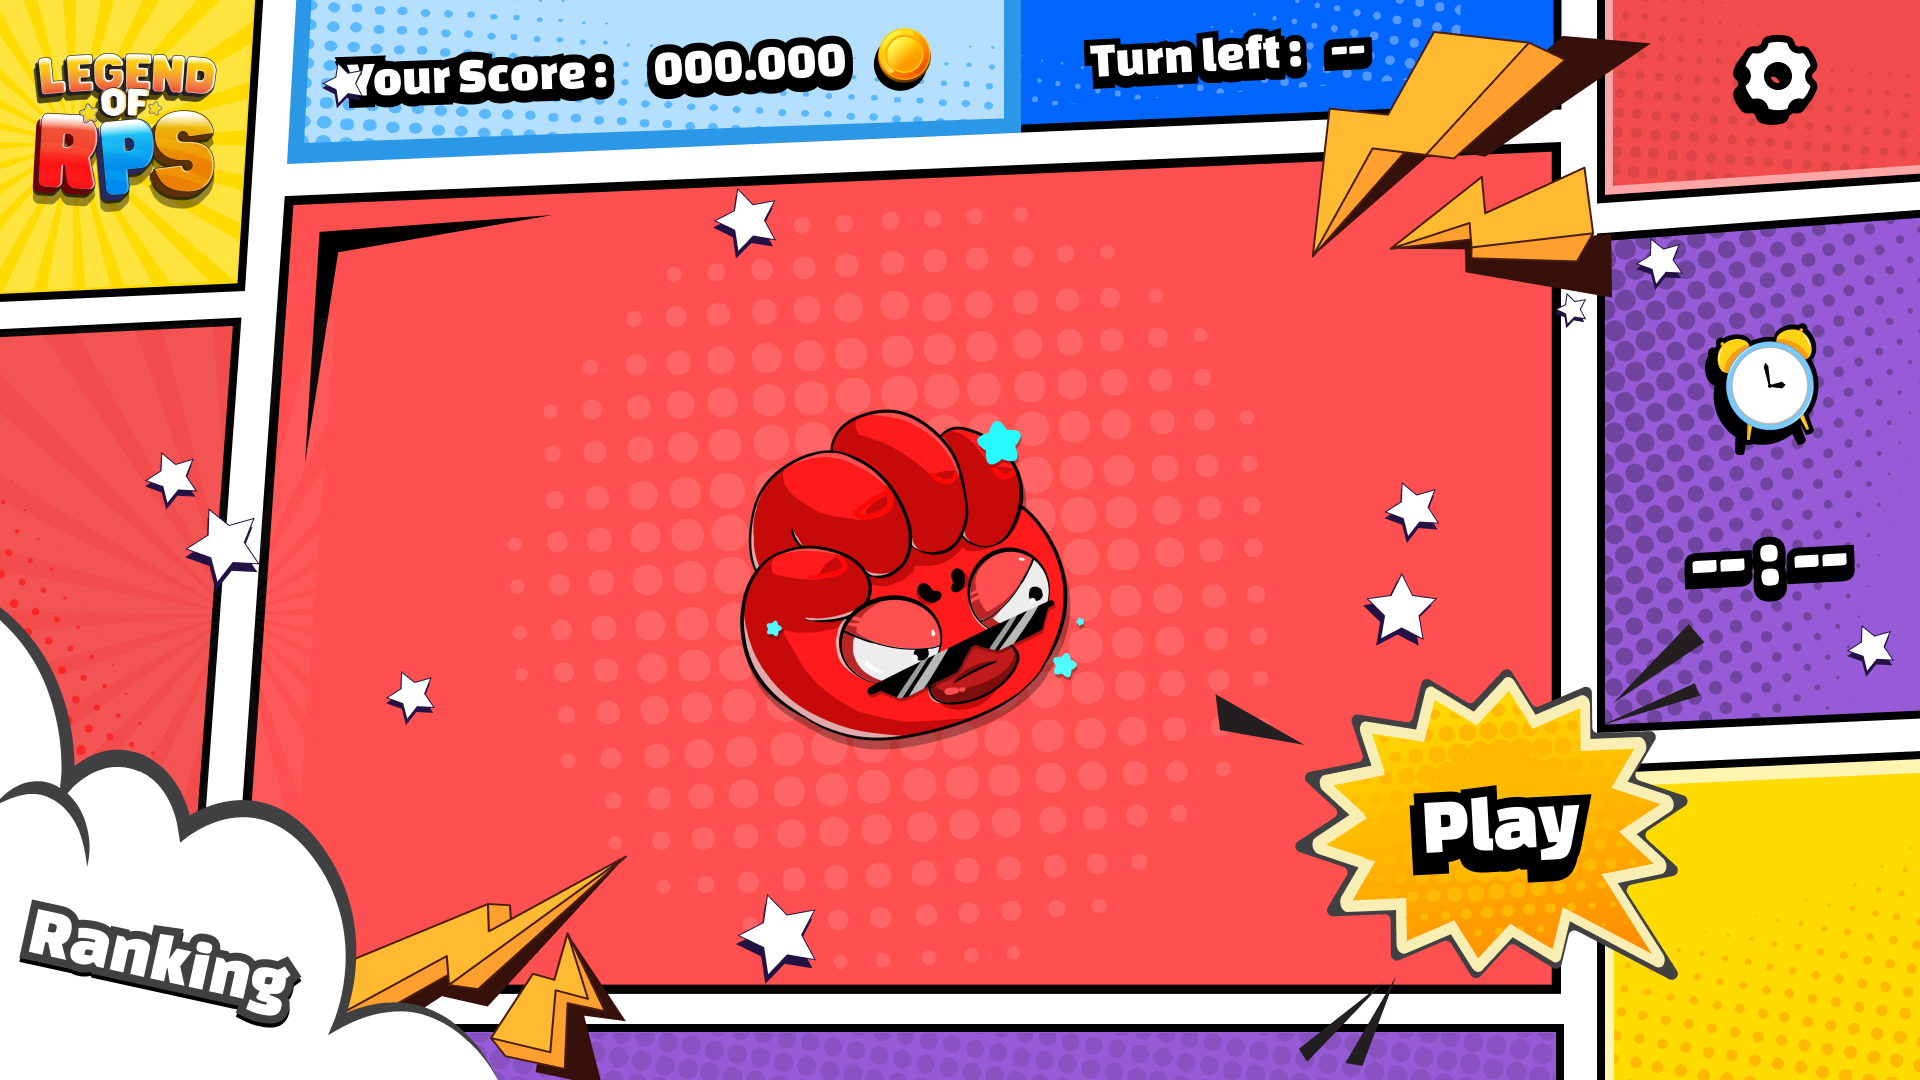 LEGEND
OF
RPS
Your Score : 000.000
Turn left : --
-- : --
Play
Ranking